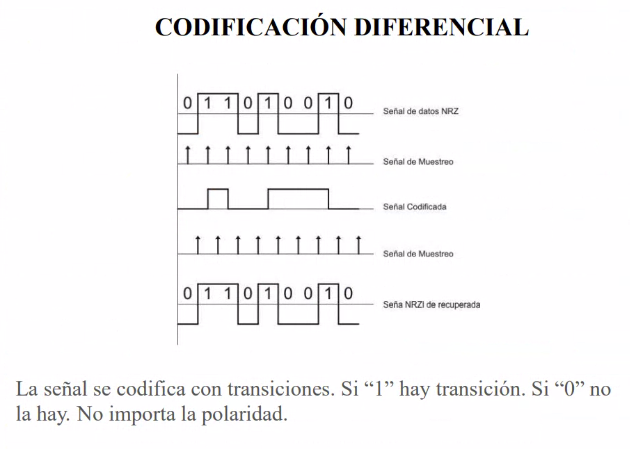 CODIFICACIÓN DIFERENCIAL
0 1 1 0 1 0 0 1 0
Señal de datos NRZ
Señal de Muestreo
Señal Codificada
Señal de Muestreo
0 1 1 0 1 0 0 1 0
Seña NRZI de recuperada
La señal se codifica con transiciones. Si “1” hay transición. Si “0” no
la hay. No importa la polaridad.